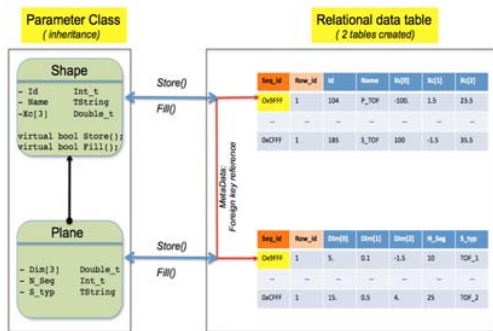 Parameter Class
( inheritance)
Relational data table
( 2 tables created)
Shape
- Id Int_t
- Name TString
-Xc[3] Double_t
virtual bool Store();
virtual bool Fill();
Plane
- Dim[3] Double_t
- N_Seg Int_t
- S_typ TString
Store()
Fill()
Store()
Fill()
MetaData:
Foreign key reference
Seq_id Row_id Id Name Xc[0] Xc[1] Xc[2]
0x9FFF 1 104 P_TOF -100. 1.5 23.5
... ... ... ... ...
0xCFFF 1 185 S_TOF 100 -1.5 35.5
Seq_id Row_id Dim[0] Dim[1] Dim[3] N_Seg S_typ
0x9FFF 1 5. 0.1 -1.5 10 TOF_1
... ... ... ... ...
0xCFFF 1 15. 0.5 4. 25 TOF_2